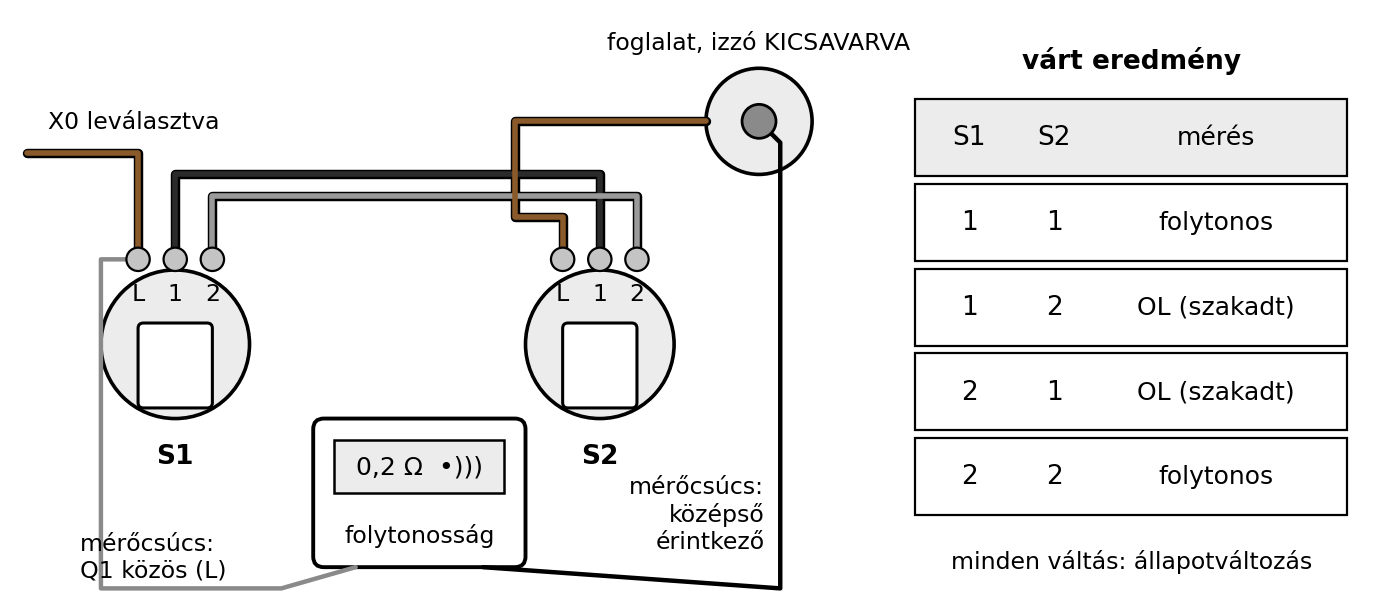 foglalat, izzó KICSAVARVA
X0 leválasztva
L 1 2
L 1 2
S1
S2
0,2 Ω •)))
folytonosság
mérőcsúcs:
Q1 közös (L)
mérőcsúcs:
középső
érintkező
várt eredmény
S1 S2 mérés
1 1 folytonos
1 2 OL (szakadt)
2 1 OL (szakadt)
2 2 folytonos
minden váltás: állapotváltozás